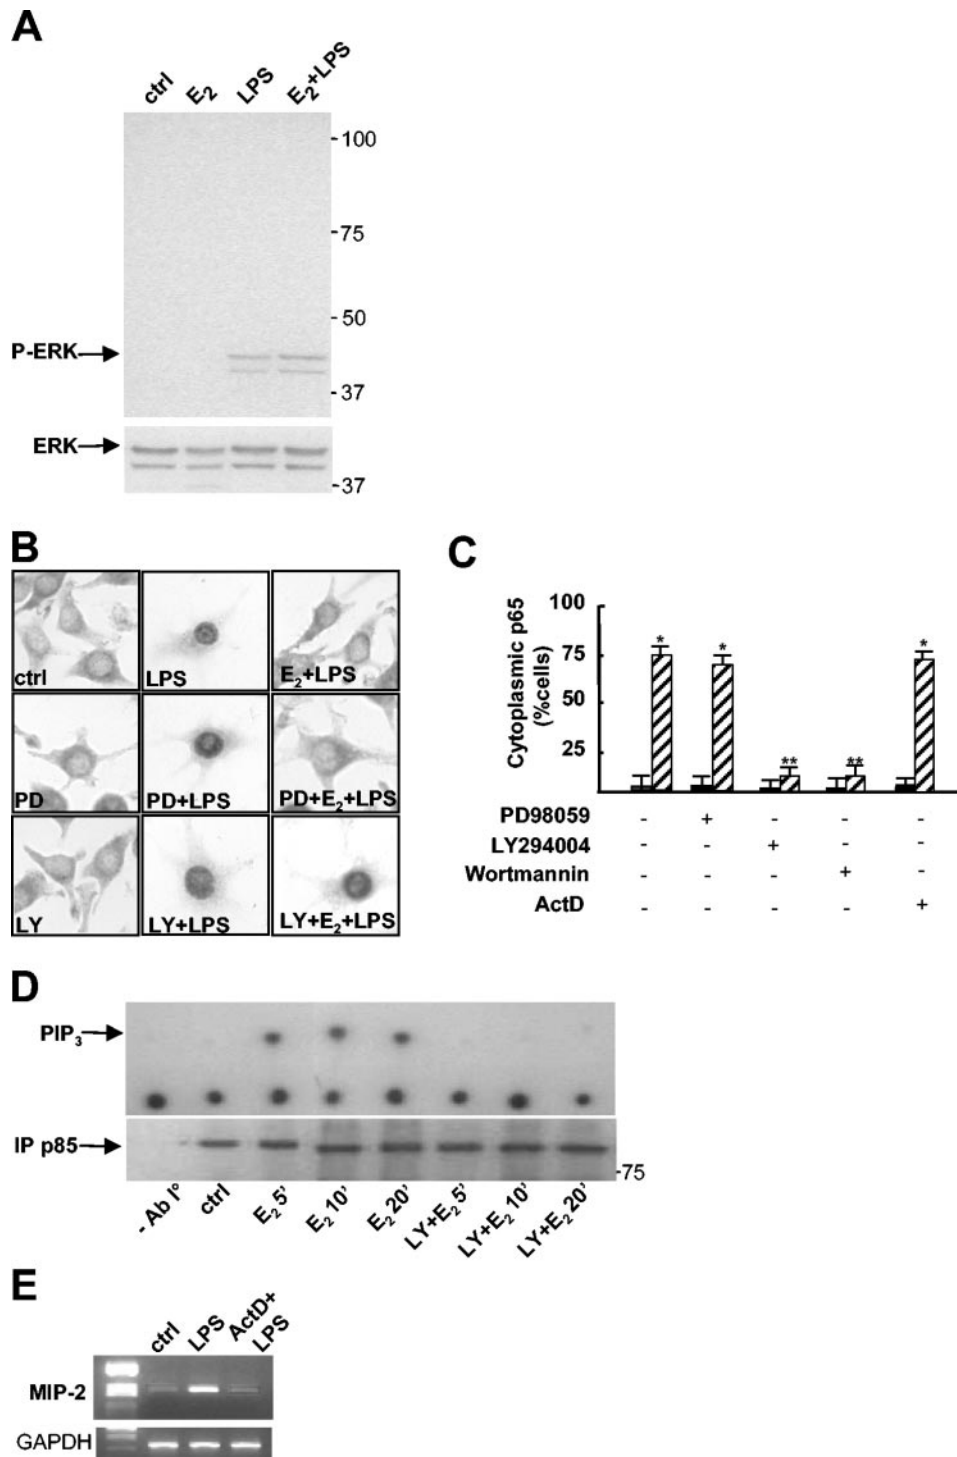 A
ctrl E₂ LPS E₂+LPS
-100
-75
-50
P-ERK
-37
ERK
-37
B
ctrl LPS E₂+LPS
PD PD+LPS PD+E₂+LPS
LY LY+LPS LY+E₂+LPS
C
Cytoplasmic p65
(%cells)
100
75
50
25
* * ** ** *
PD98059 - + - - -
LY294004 - - + - -
Wortmannin - - - + -
ActD - - - - +
D
PIP₃
IP p85
-75
- Ab I° ctrl E₂ 5' E₂ 10' E₂ 20' LY+E₂ 5' LY+E₂ 10' LY+E₂ 20'
E
ctrl LPS ActD+
LPS
MIP-2
GAPDH